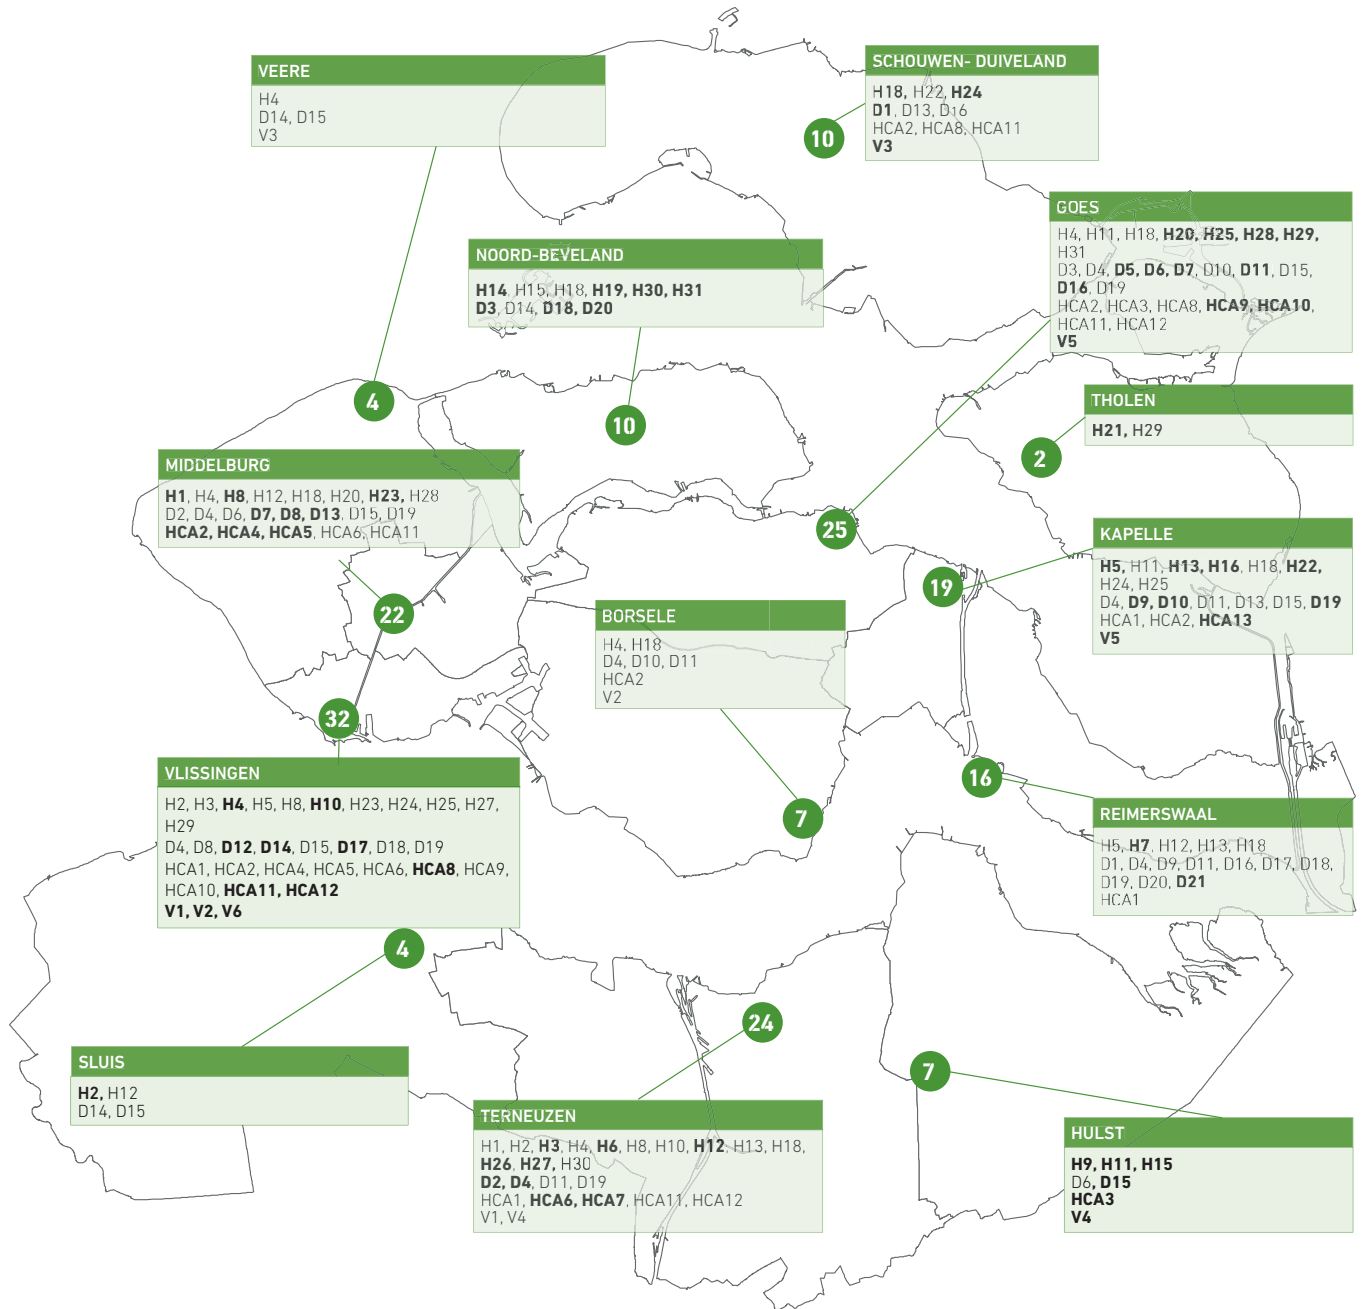 VEERE
H4
D14, D15
V3
SCHOUWEN- DUIVELAND
H18, H22, H24
D1, D13, D16
HCA2, HCA8, HCA11
V3
10
GOES
H4, H11, H18, H20, H25, H28, H29,
H31
D3, D4, D5, D6, D7, D10, D11, D15,
D16, D19
HCA2, HCA3, HCA8, HCA9, HCA10,
HCA11, HCA12
V5
NOORD-BEVELAND
H14, H15, H18, H19, H30, H31
D3, D14, D18, D20
4
10
THOLEN
H21, H29
2
MIDDELBURG
H1, H4, H8, H12, H18, H20, H23, H28
D2, D4, D6, D7, D8, D13, D15, D19
HCA2, HCA4, HCA5, HCA6, HCA11
25
KAPELLE
H5, H11, H13, H16, H18, H22,
H24, H25
D4, D9, D10, D11, D13, D15, D19
HCA1, HCA2, HCA13
V5
19
22
BORSELE
H4, H18
D4, D10, D11
HCA2
V2
32
VLISSINGEN
H2, H3, H4, H5, H8, H10, H23, H24, H25, H27,
H29
D4, D8, D12, D14, D15, D17, D18, D19
HCA1, HCA2, HCA4, HCA5, HCA6, HCA8, HCA9,
HCA10, HCA11, HCA12
V1, V2, V6
16
7
REIMERSWAAL
H5, H7, H12, H13, H18
D1, D4, D9, D11, D16, D17, D18,
D19, D20, D21
HCA1
4
24
SLUIS
H2, H12
D14, D15
7
TERNEUZEN
H1, H2, H3, H4, H6, H8, H10, H12, H13, H18,
H26, H27, H30
D2, D4, D11, D19
HCA1, HCA6, HCA7, HCA11, HCA12
V1, V4
HULST
H9, H11, H15
D6, D15
HCA3
V4